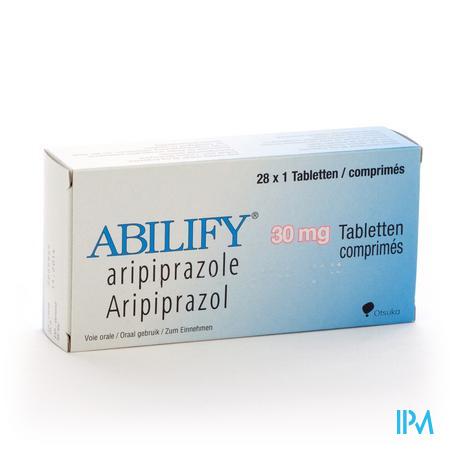 28 x 1 Tabletten / comprimés
ABILIFY® 30 mg Tabletten
comprimés
aripiprazole
Aripiprazol
Otsuka
Voie orale / Oraal gebruik / Zum Einnehmen
IPM